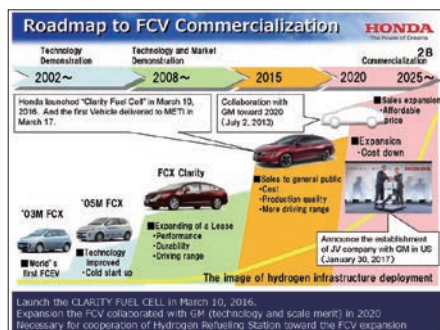 Roadmap to FCV Commercialization
HONDA
The Power of Dreams
28
Technology
Demonstration
Technology and Market
Demonstration
Commercialization
2002~
2008~
2015
2020
2025~
Honda launched "Clarity Fuel Cell" in March 10,
2016. And the first Vehicle delivered to METI in
March 17.
Collaboration with
GM toward 2020
(July 2, 2013)
■Sales expansion
・Affordable
price
■Expansion
・Cost down
FCX Clarity
■Sales to general public
・Cost
・Production quality
・More driving range
'03M FCX
'05M FCX
■Expanding of a Lease
・Performance
・Durability
・Driving range
■World's
first FCEV
■Technology
Improved
・Cold start up
Announce the establishment
of JV company with GM in US
(January 30, 2017)
The image of hydrogen infrastructure deployment
Launch the CLARITY FUEL CELL in March 10, 2016.
Expansion the FCV collaborated with GM (technology and scale merit) in 2020
Necessary for cooperation of Hydrogen Refueling Station toward the FCV expansion